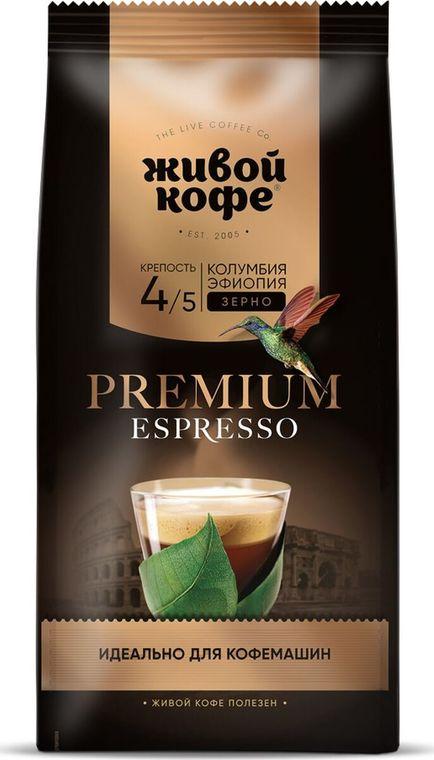 THE LIVE COFFEE Co.
живой
кофе®
• EST. 2005 •
КРЕПОСТЬ
4/5
КОЛУМБИЯ
ЭФИОПИЯ
ЗЕРНО
PREMIUM
ESPRESSO
ИДЕАЛЬНО ДЛЯ КОФЕМАШИН
• ЖИВОЙ КОФЕ ПОЛЕЗЕН •